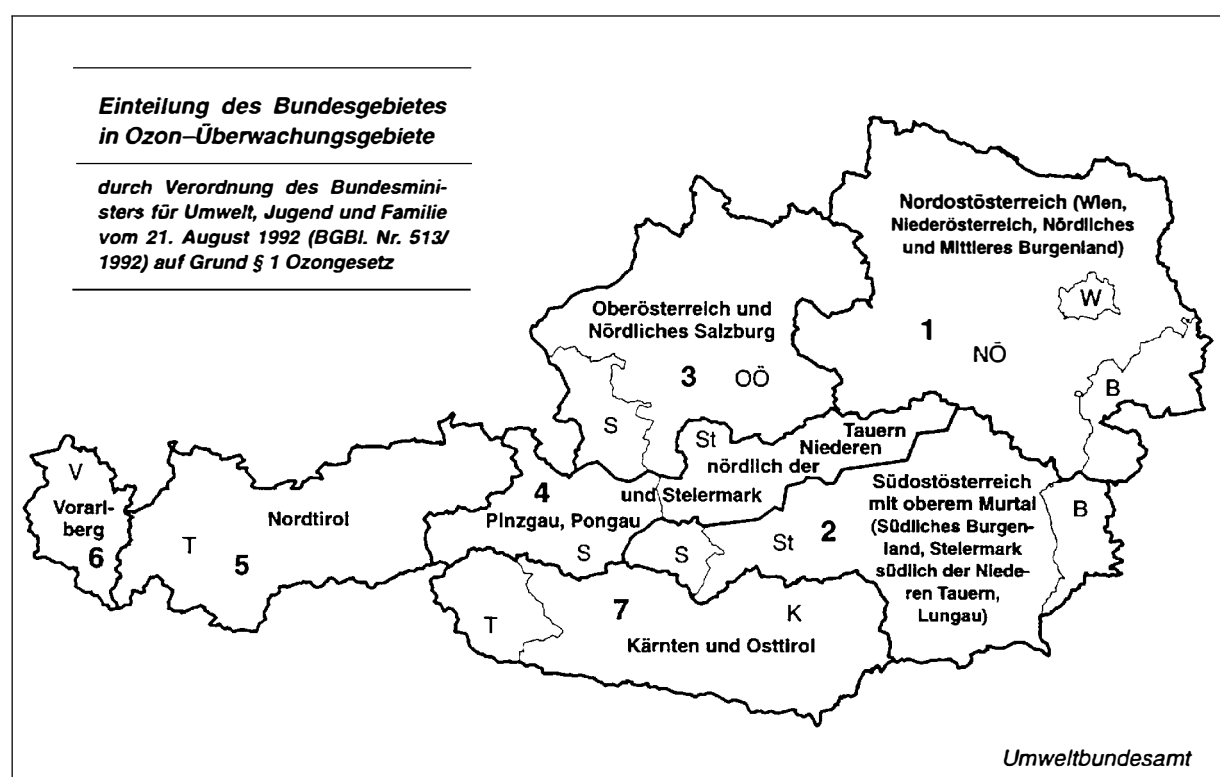 Einteilung des Bundesgebietes
in Ozon–Überwachungsgebiete
durch Verordnung des Bundesmini-
sters für Umwelt, Jugend und Familie
vom 21. August 1992 (BGBl. Nr. 513/
1992) auf Grund § 1 Ozongesetz
Nordostösterreich (Wien,
Niederösterreich, Nördliches
und Mittleres Burgenland)
W
1
NÖ
B
Oberösterreich und
Nördliches Salzburg
3
OÖ
S
St
Tauern
Niederen
nördlich der
und Steiermark
4
Pinzgau, Pongau
S
V
Vorarl-
berg
6
Nordtirol
T
5
Südostösterreich
mit oberem Murtal
(Südliches Burgen-
land, Steiermark
südlich der Niede-
ren Tauern,
Lungau)
2
St
S
B
7
K
T
Kärnten und Osttirol
Umweltbundesamt